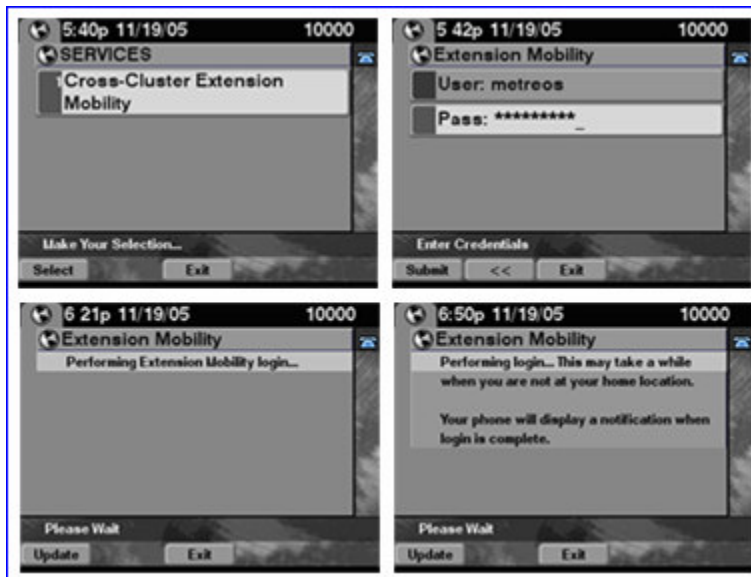 5:40p 11/19/05 10000
SERVICES
Cross-Cluster Extension
Mobility
Make Your Selection...
Select Exit
5 42p 11/19/05 10000
Extension Mobility
User: metreos
Pass: *********_
Enter Credentials
Submit << Exit
6 21p 11/19/05 10000
Extension Mobility
Performing Extension Mobility login...
Please Wait
Update Exit
6:50p 11/19/05 10000
Extension Mobility
Performing login... This may take a while
when you are not at your home location.
Your phone will display a notification when
login is complete.
Please Wait
Update Exit